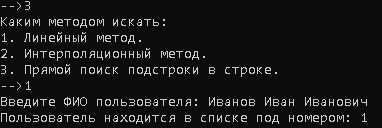 -->3
Каким методом искать:
1. Линейный метод.
2. Интерполяционный метод.
3. Прямой поиск подстроки в строке.
-->1
Введите ФИО пользователя: Иванов Иван Иванович
Пользователь находится в списке под номером: 1